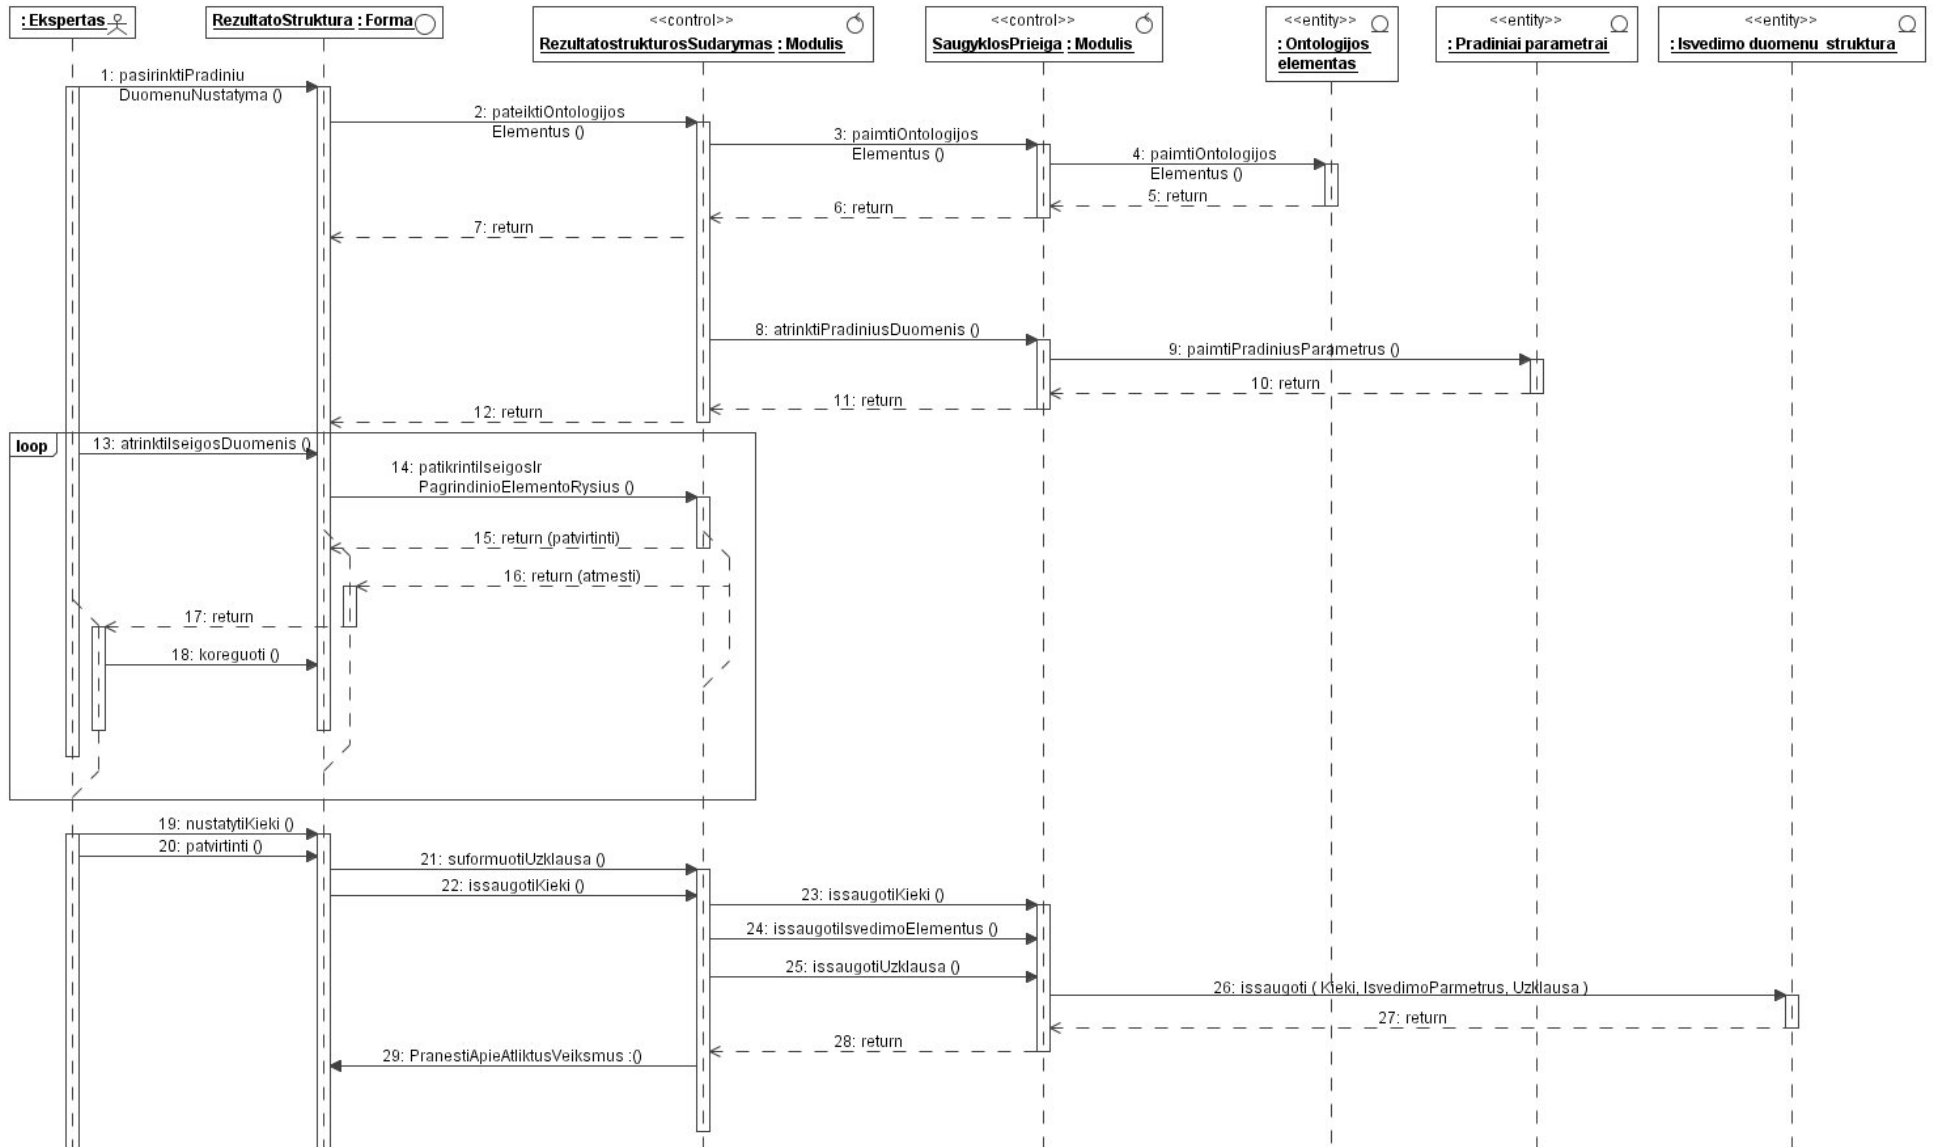 : Ekspertas
RezultatoStruktura : Forma
<<control>>
RezultatostrukturosSudarymas : Modulis
<<control>>
SaugyklosPrieiga : Modulis
<<entity>>
: Ontologijos
elementas
<<entity>>
: Pradiniai parametrai
<<entity>>
: Isvedimo duomenu struktura
1: pasirinktiPradiniu
DuomenuNustatyma ()
2: pateiktiOntologijos
Elementus ()
3: paimtiOntologijos
Elementus ()
4: paimtiOntologijos
Elementus ()
5: return
6: return
7: return
8: atrinktiPradiniusDuomenis ()
9: paimtiPradiniusParametrus ()
10: return
11: return
12: return
loop
13: atrinktiIseigosDuomenis ()
14: patikrintiIseigosIr
PagrindinioElementoRysius ()
15: return (patvirtinti)
16: return (atmesti)
17: return
18: koreguoti ()
19: nustatytiKieki ()
20: patvirtinti ()
21: suformuotiUzklausa ()
22: issaugotiKieki ()
23: issaugotiKieki ()
24: issaugotiIsvedimoElementus ()
25: issaugotiUzklausa ()
26: issaugoti ( Kieki, IsvedimoParmetrus, Uzklausa )
27: return
28: return
29: PranestiApieAtliktusVeiksmus :()